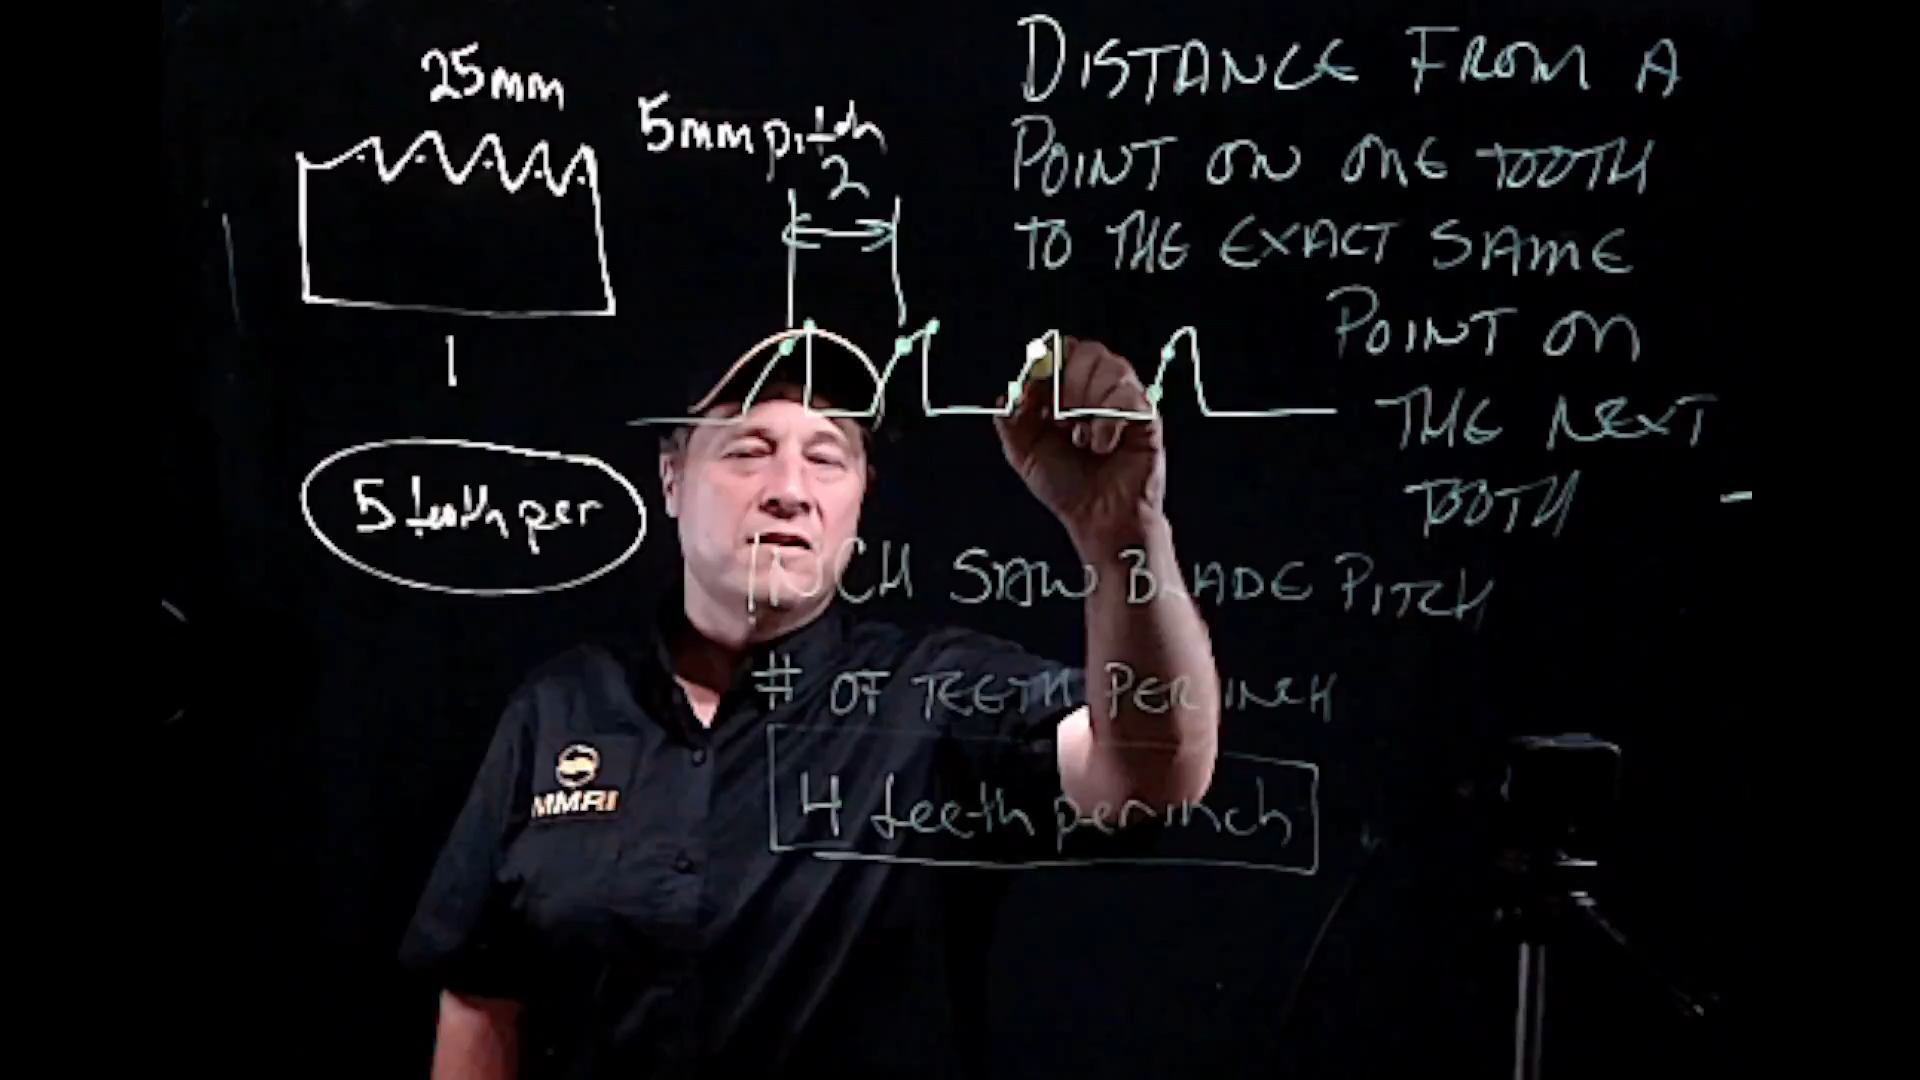 25mm
5mm pitch
2
DISTANCE FROM A
POINT ON ONE TOOTH
TO THE EXACT SAME
POINT ON
THE NEXT
TOOTH -
1
5 teeth per
INCH SAW BLADE PITCH
# OF TEETH PER INCH
4 teeth per inch
MMRI